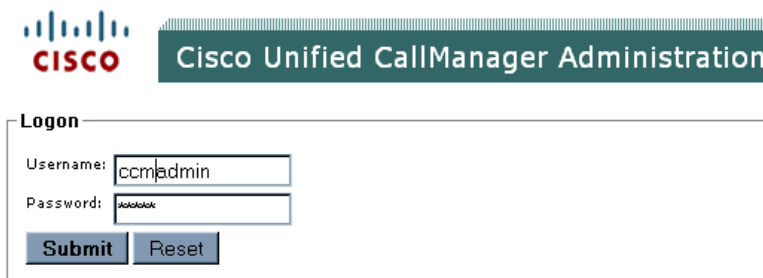 CISCO
Cisco Unified CallManager Administration
Logon
Username: ccmadmin
Password: ******
Submit Reset